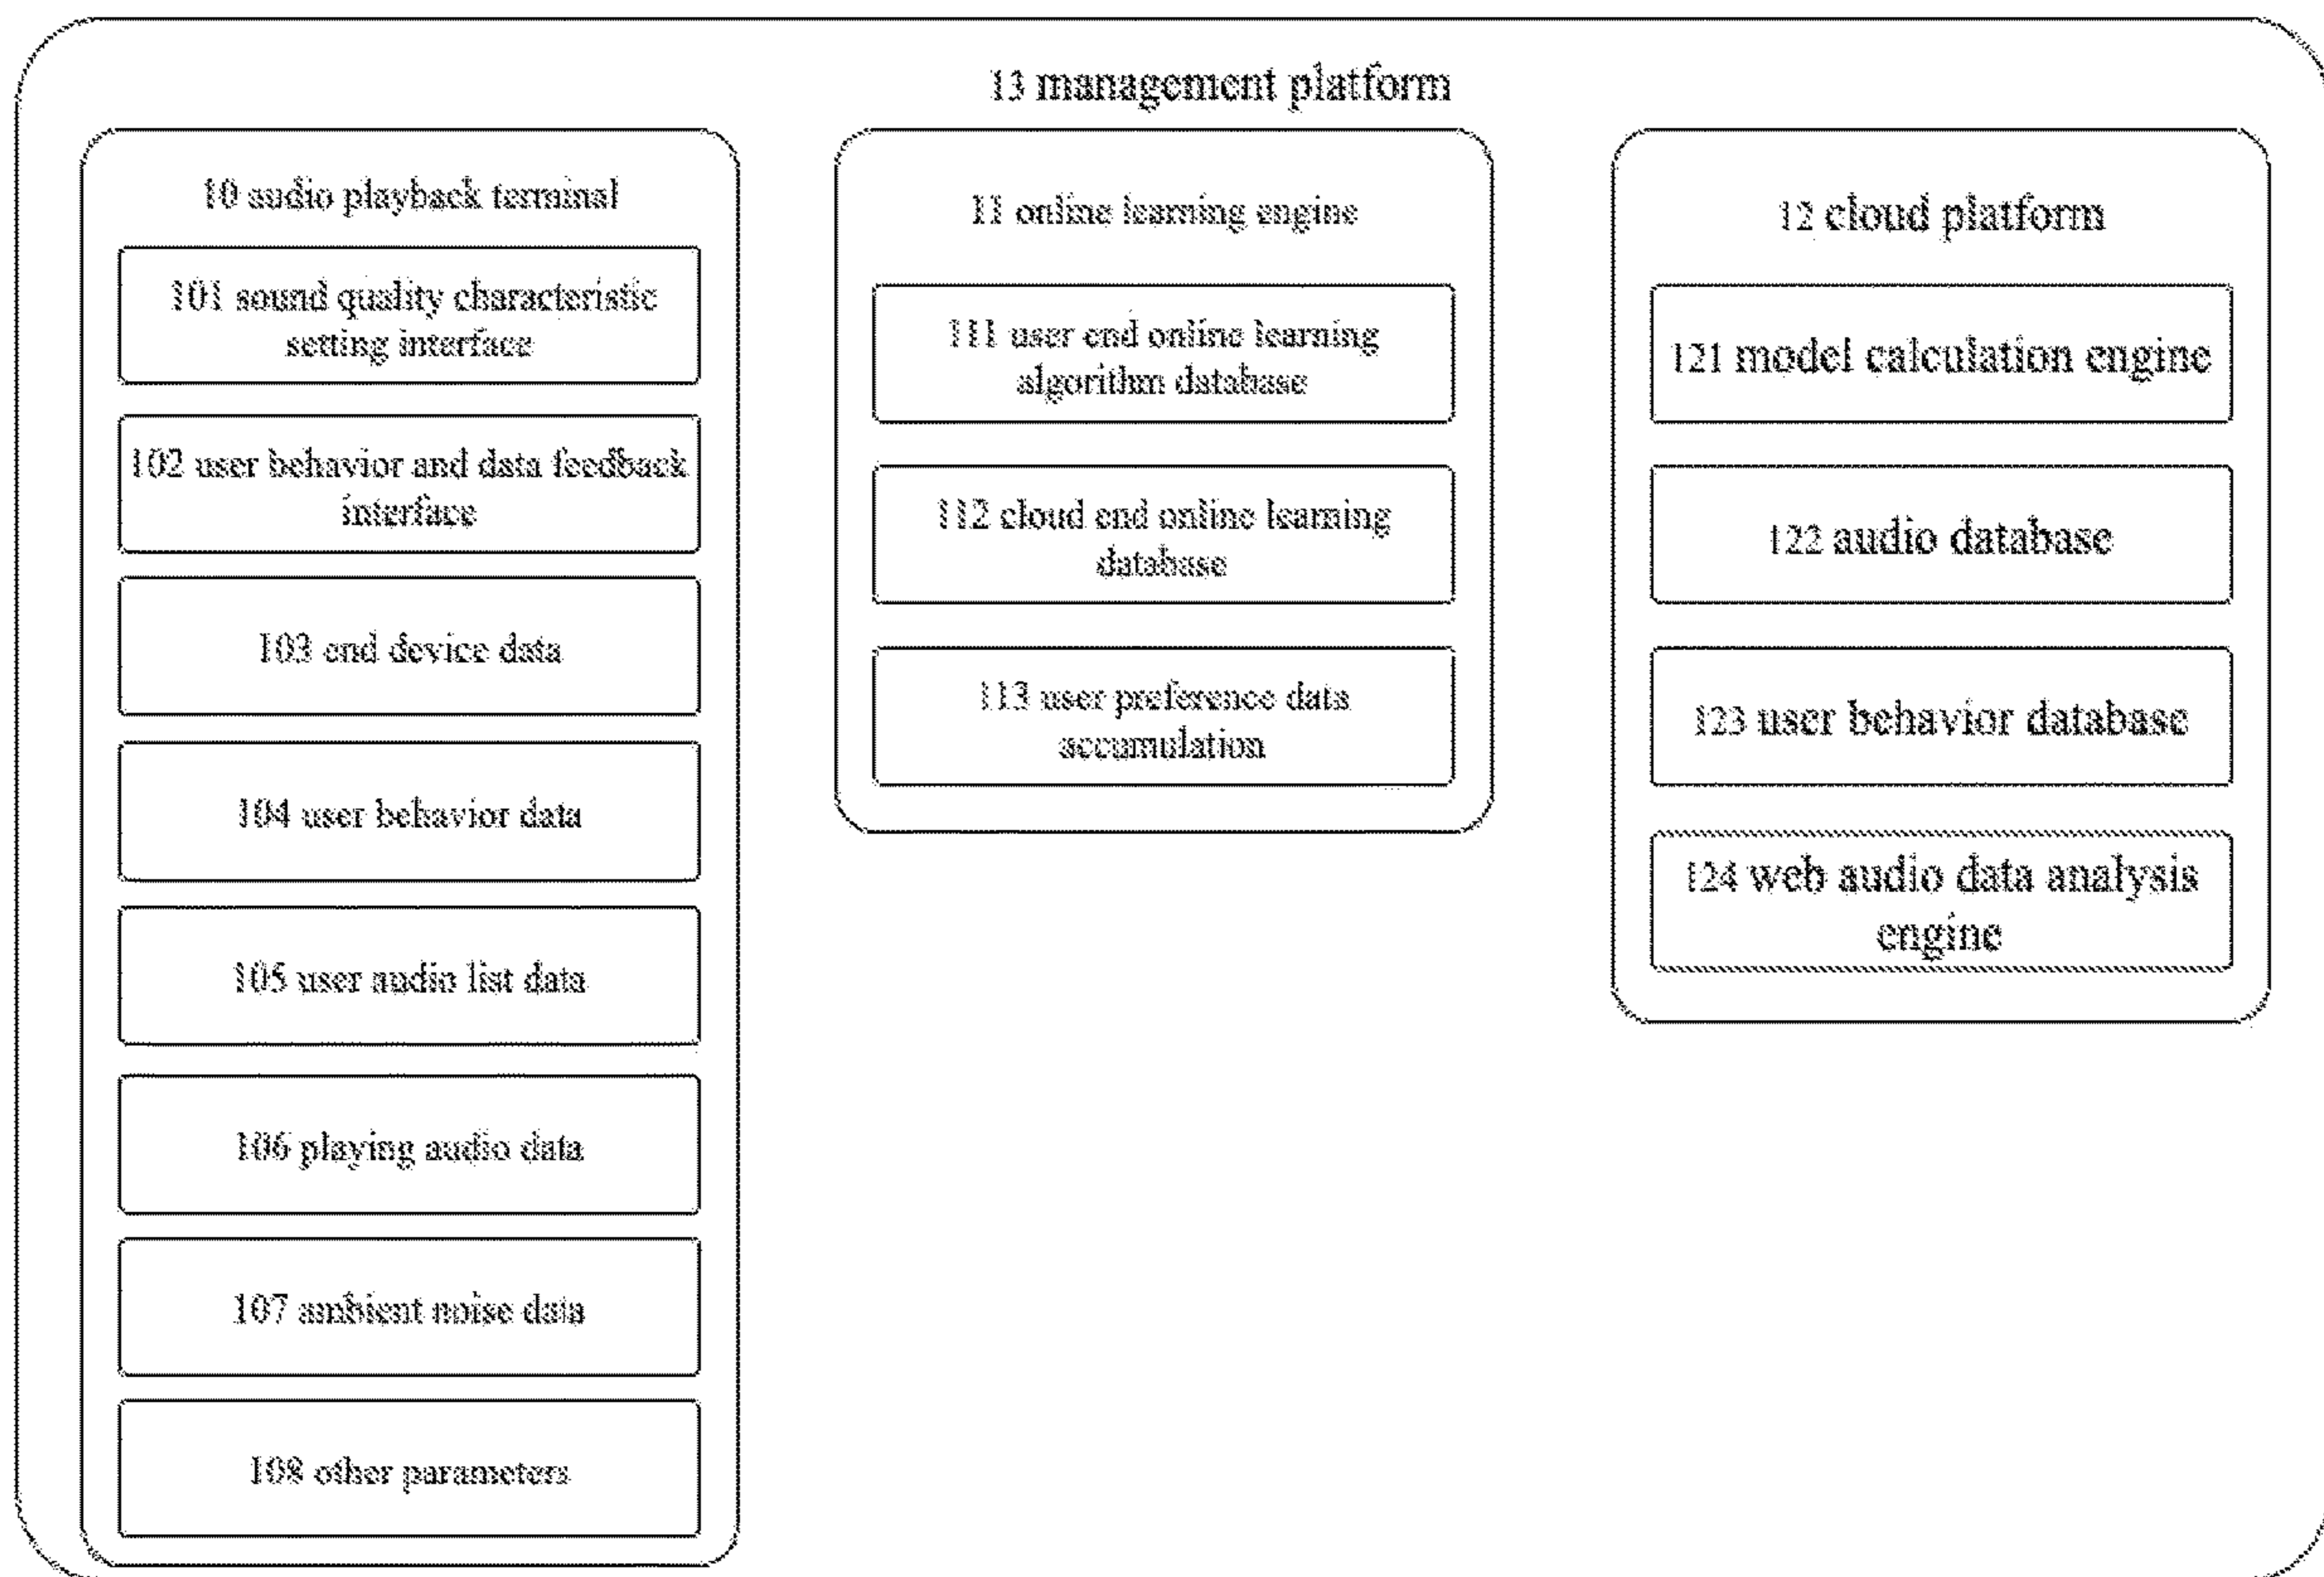 13 management platform
10 audio playback terminal
101 sound quality characteristic
setting interface
102 user behavior and data feedback
interface
103 end device data
104 user behavior data
105 user audio list data
106 playing audio data
107 ambient noise data
108 other parameters
11 online learning engine
111 user end online learning
algorithm database
112 cloud end online learning
database
113 user preference data
accumulation
12 cloud platform
121 model calculation engine
122 audio database
123 user behavior database
124 web audio data analysis
engine